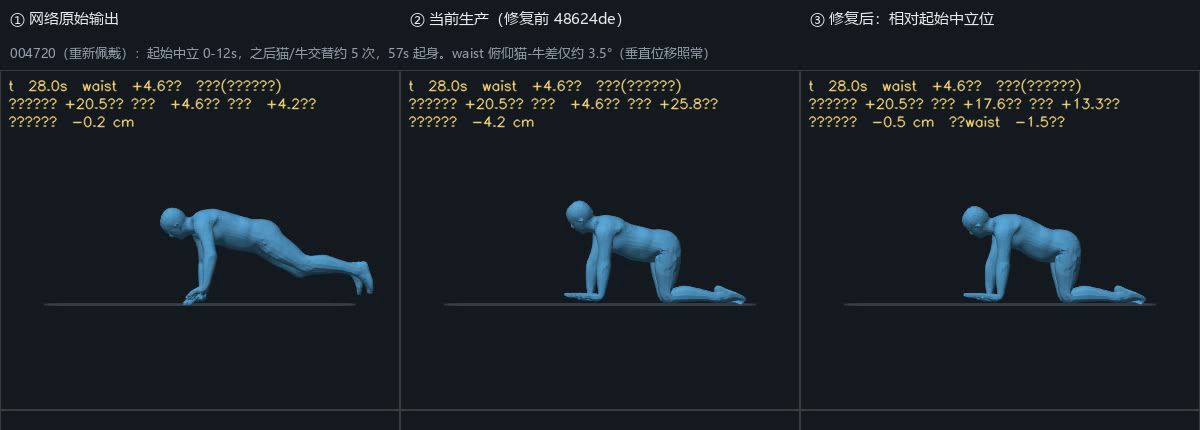 ① 网络原始输出
② 当前生产（修复前 48624de）
③ 修复后：相对起始中立位
004720（重新佩戴）：起始中立 0-12s，之后猫/牛交替约 5 次，57s 起身。waist 俯仰猫-牛差仅约 3.5°（垂直位移照常）
t 28.0s waist +4.6?? ???(??????)
?????? +20.5?? ??? +4.6?? ??? +4.2??
?????? −0.2 cm
t 28.0s waist +4.6?? ???(??????)
?????? +20.5?? ??? +4.6?? ??? +25.8??
?????? −4.2 cm
t 28.0s waist +4.6?? ???(??????)
?????? +20.5?? ??? +17.6?? ??? +13.3??
?????? −0.5 cm ??waist −1.5??